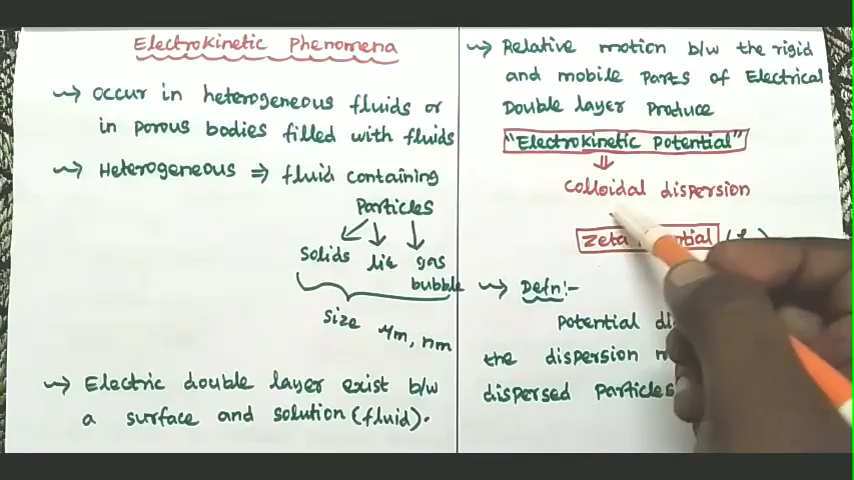 Electrokinetic Phenomena
occur in heterogeneous fluids or
in porous bodies filled with fluids
Heterogeneous ⇒ fluid containing
Particles
solids liq gas
bubble
size μm, nm
Electric double layer exist b/w
a surface and solution (fluid).
Relative motion b/w the rigid
and mobile parts of Electrical
Double layer Produce
"Electrokinetic potential"
colloidal dispersion
Zeta
Defn:-
Potential
the dispersion
dispersed Particles